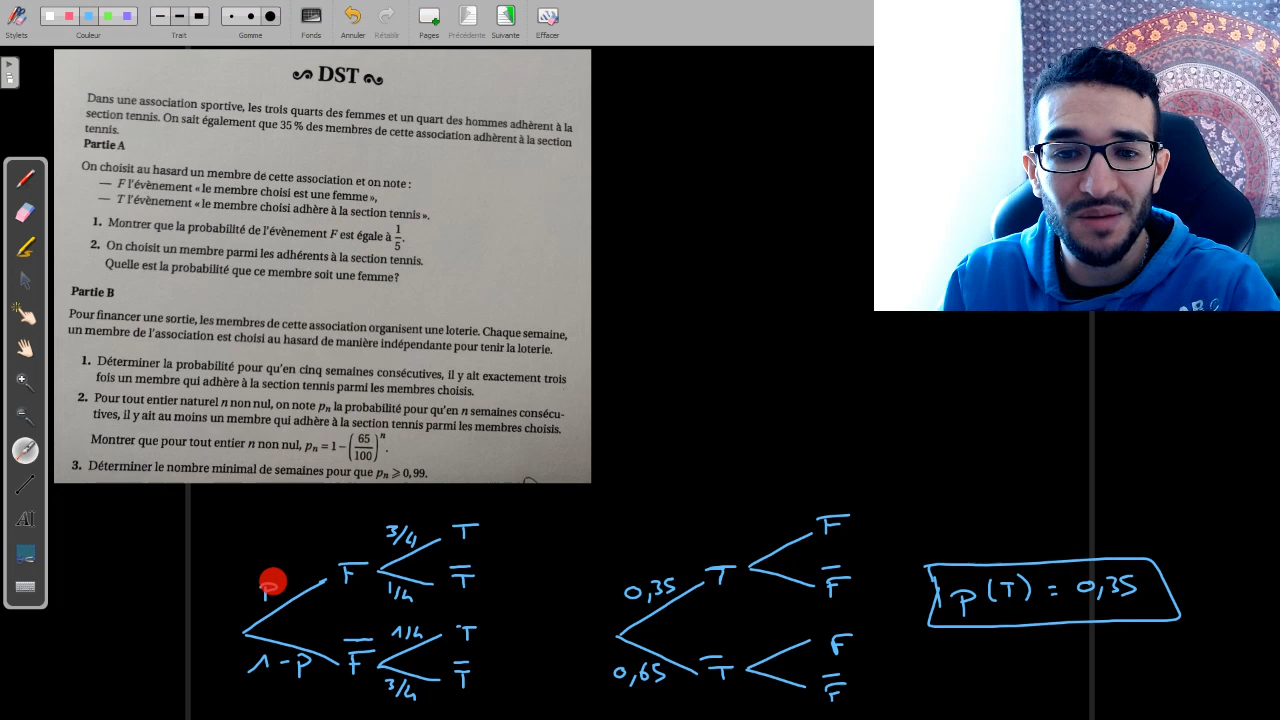 Stylets Couleur Trait Gomme Fonds Annuler Rétablir Pages Précédente Suivante Effacer
DST
Dans une association sportive, les trois quarts des femmes et un quart des hommes adhèrent à la
section tennis. On sait également que 35 % des membres de cette association adhèrent à la section
tennis.
Partie A
On choisit au hasard un membre de cette association et on note :
— F l'évènement « le membre choisi est une femme »,
— T l'évènement « le membre choisi adhère à la section tennis ».
1. Montrer que la probabilité de l'évènement F est égale à 1/5.
2. On choisit un membre parmi les adhérents à la section tennis.
Quelle est la probabilité que ce membre soit une femme ?
Partie B
Pour financer une sortie, les membres de cette association organisent une loterie. Chaque semaine,
un membre de l'association est choisi au hasard de manière indépendante pour tenir la loterie.
1. Déterminer la probabilité pour qu'en cinq semaines consécutives, il y ait exactement trois
fois un membre qui adhère à la section tennis parmi les membres choisis.
2. Pour tout entier naturel n non nul, on note pn la probabilité pour qu'en n semaines consécu-
tives, il y ait au moins un membre qui adhère à la section tennis parmi les membres choisis.
Montrer que pour tout entier n non nul, pn = 1 − (65/100)^n.
3. Déterminer le nombre minimal de semaines pour que pn ⩾ 0,99.
AI
P F 3/4 T
1/4 T̄
1-P F̄ 1/4 T
3/4 T̄
0,35 T F
F̄
0,65 T̄ F
F̄
p(T) = 0,35